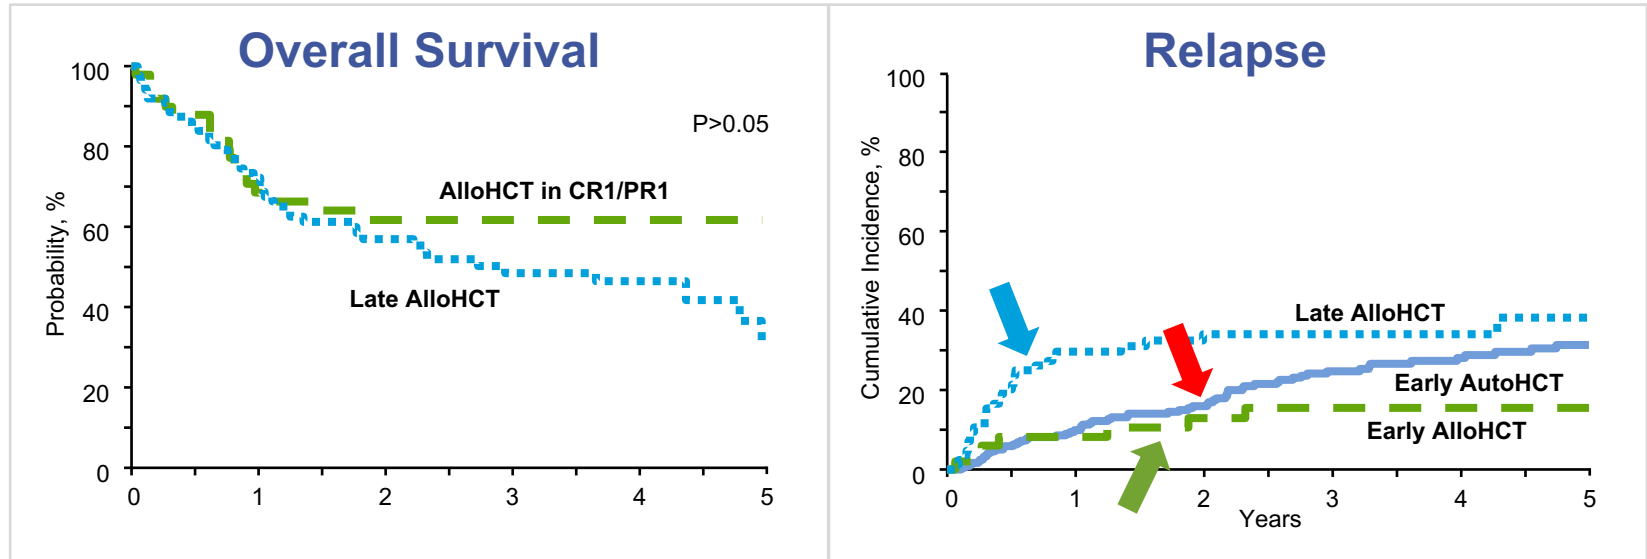 Overall Survival
100
80
60
40
20
0
Probability, %
P>0.05
AlloHCT in CR1/PR1
Late AlloHCT
0 1 2 3 4 5
Relapse
100
80
60
40
20
0
Cumulative Incidence, %
Late AlloHCT
Early AutoHCT
Early AlloHCT
0 1 2 3 4 5
Years